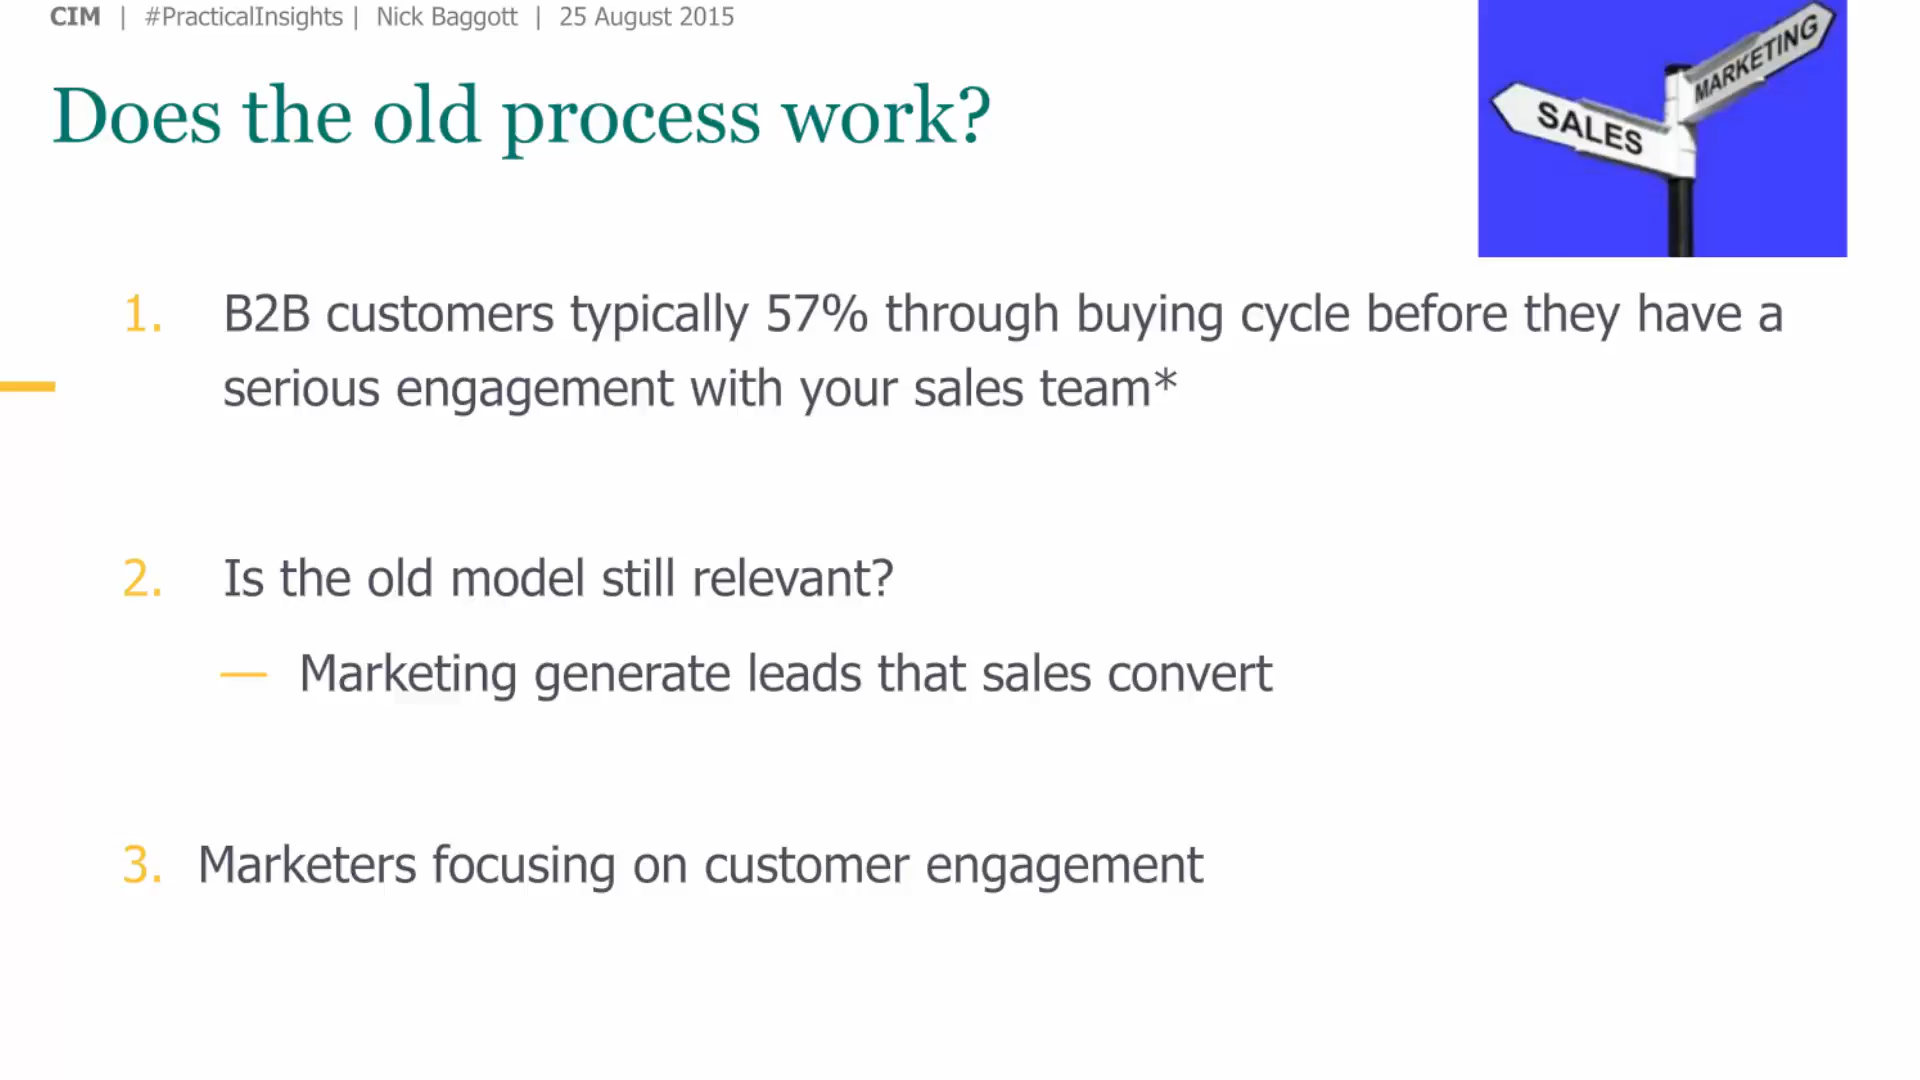 CIM | #PracticalInsights | Nick Baggott | 25 August 2015
Does the old process work?
MARKETING
SALES
1. B2B customers typically 57% through buying cycle before they have a
serious engagement with your sales team*
2. Is the old model still relevant?
— Marketing generate leads that sales convert
3. Marketers focusing on customer engagement